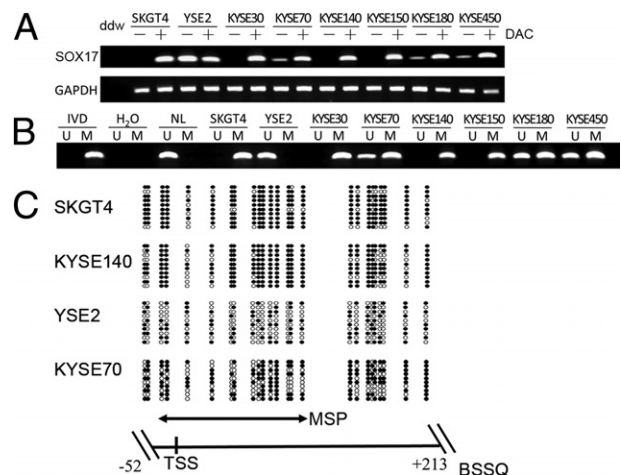 A
ddw SKGT4 YSE2 KYSE30 KYSE70 KYSE140 KYSE150 KYSE180 KYSE450
− + − + − + − + − + − + − + − + DAC
SOX17
GAPDH
B
IVD H₂O NL SKGT4 YSE2 KYSE30 KYSE70 KYSE140 KYSE150 KYSE180 KYSE450
U M U M U M U M U M U M U M U M U M U M U M
C
SKGT4
KYSE140
YSE2
KYSE70
MSP
-52 TSS +213 BSSQ